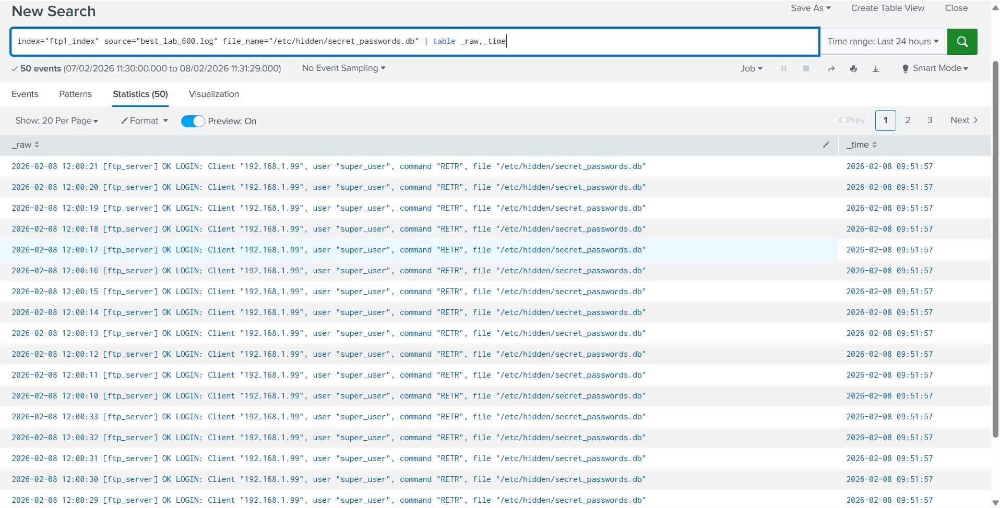 New Search
Save As
Create Table View
Close
index="ftp1_index" source="best_lab_600.log" file_name="/etc/hidden/secret_passwords.db" | table _raw,_time
Time range: Last 24 hours
50 events (07/02/2026 11:30:00.000 to 08/02/2026 11:31:29.000)
No Event Sampling
Job
Smart Mode
Events
Patterns
Statistics (50)
Visualization
Show: 20 Per Page
Format
Preview: On
Prev
1
2
3
Next
_raw
_time
2026-02-08 12:00:21 [ftp_server] OK LOGIN: Client "192.168.1.99", user "super_user", command "RETR", file "/etc/hidden/secret_passwords.db" 2026-02-08 09:51:57
2026-02-08 12:00:20 [ftp_server] OK LOGIN: Client "192.168.1.99", user "super_user", command "RETR", file "/etc/hidden/secret_passwords.db" 2026-02-08 09:51:57
2026-02-08 12:00:19 [ftp_server] OK LOGIN: Client "192.168.1.99", user "super_user", command "RETR", file "/etc/hidden/secret_passwords.db" 2026-02-08 09:51:57
2026-02-08 12:00:18 [ftp_server] OK LOGIN: Client "192.168.1.99", user "super_user", command "RETR", file "/etc/hidden/secret_passwords.db" 2026-02-08 09:51:57
2026-02-08 12:00:17 [ftp_server] OK LOGIN: Client "192.168.1.99", user "super_user", command "RETR", file "/etc/hidden/secret_passwords.db" 2026-02-08 09:51:57
2026-02-08 12:00:16 [ftp_server] OK LOGIN: Client "192.168.1.99", user "super_user", command "RETR", file "/etc/hidden/secret_passwords.db" 2026-02-08 09:51:57
2026-02-08 12:00:15 [ftp_server] OK LOGIN: Client "192.168.1.99", user "super_user", command "RETR", file "/etc/hidden/secret_passwords.db" 2026-02-08 09:51:57
2026-02-08 12:00:14 [ftp_server] OK LOGIN: Client "192.168.1.99", user "super_user", command "RETR", file "/etc/hidden/secret_passwords.db" 2026-02-08 09:51:57
2026-02-08 12:00:13 [ftp_server] OK LOGIN: Client "192.168.1.99", user "super_user", command "RETR", file "/etc/hidden/secret_passwords.db" 2026-02-08 09:51:57
2026-02-08 12:00:12 [ftp_server] OK LOGIN: Client "192.168.1.99", user "super_user", command "RETR", file "/etc/hidden/secret_passwords.db" 2026-02-08 09:51:57
2026-02-08 12:00:11 [ftp_server] OK LOGIN: Client "192.168.1.99", user "super_user", command "RETR", file "/etc/hidden/secret_passwords.db" 2026-02-08 09:51:57
2026-02-08 12:00:10 [ftp_server] OK LOGIN: Client "192.168.1.99", user "super_user", command "RETR", file "/etc/hidden/secret_passwords.db" 2026-02-08 09:51:57
2026-02-08 12:00:33 [ftp_server] OK LOGIN: Client "192.168.1.99", user "super_user", command "RETR", file "/etc/hidden/secret_passwords.db" 2026-02-08 09:51:57
2026-02-08 12:00:32 [ftp_server] OK LOGIN: Client "192.168.1.99", user "super_user", command "RETR", file "/etc/hidden/secret_passwords.db" 2026-02-08 09:51:57
2026-02-08 12:00:31 [ftp_server] OK LOGIN: Client "192.168.1.99", user "super_user", command "RETR", file "/etc/hidden/secret_passwords.db" 2026-02-08 09:51:57
2026-02-08 12:00:30 [ftp_server] OK LOGIN: Client "192.168.1.99", user "super_user", command "RETR", file "/etc/hidden/secret_passwords.db" 2026-02-08 09:51:57
2026-02-08 12:00:29 [ftp_server] OK LOGIN: Client "192.168.1.99", user "super_user", command "RETR", file "/etc/hidden/secret_passwords.db" 2026-02-08 09:51:57